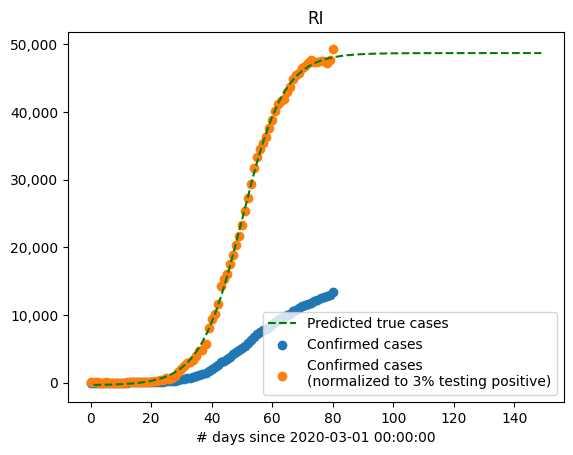 RI
50,000
40,000
30,000
20,000
10,000
0
Predicted true cases
Confirmed cases
Confirmed cases
(normalized to 3% testing positive)
0 20 40 60 80 100 120 140
# days since 2020-03-01 00:00:00